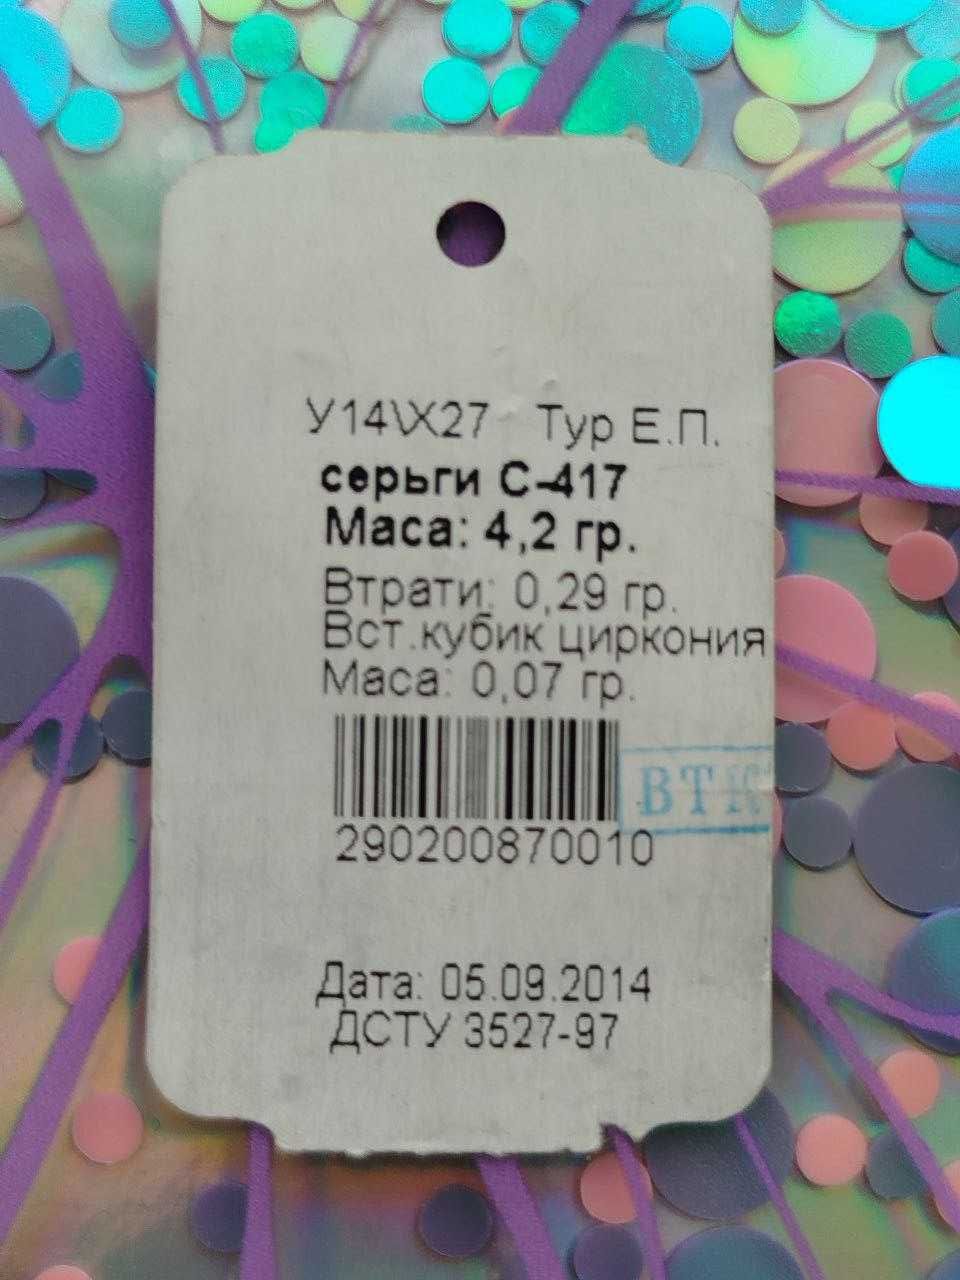 У14\Х27 Тур Е.П.
серьги С-417
Маса: 4,2 гр.
Втрати: 0,29 гр.
Вст.кубик циркония
Маса: 0,07 гр.
ВТК
290200870010
Дата: 05.09.2014
ДСТУ 3527-97